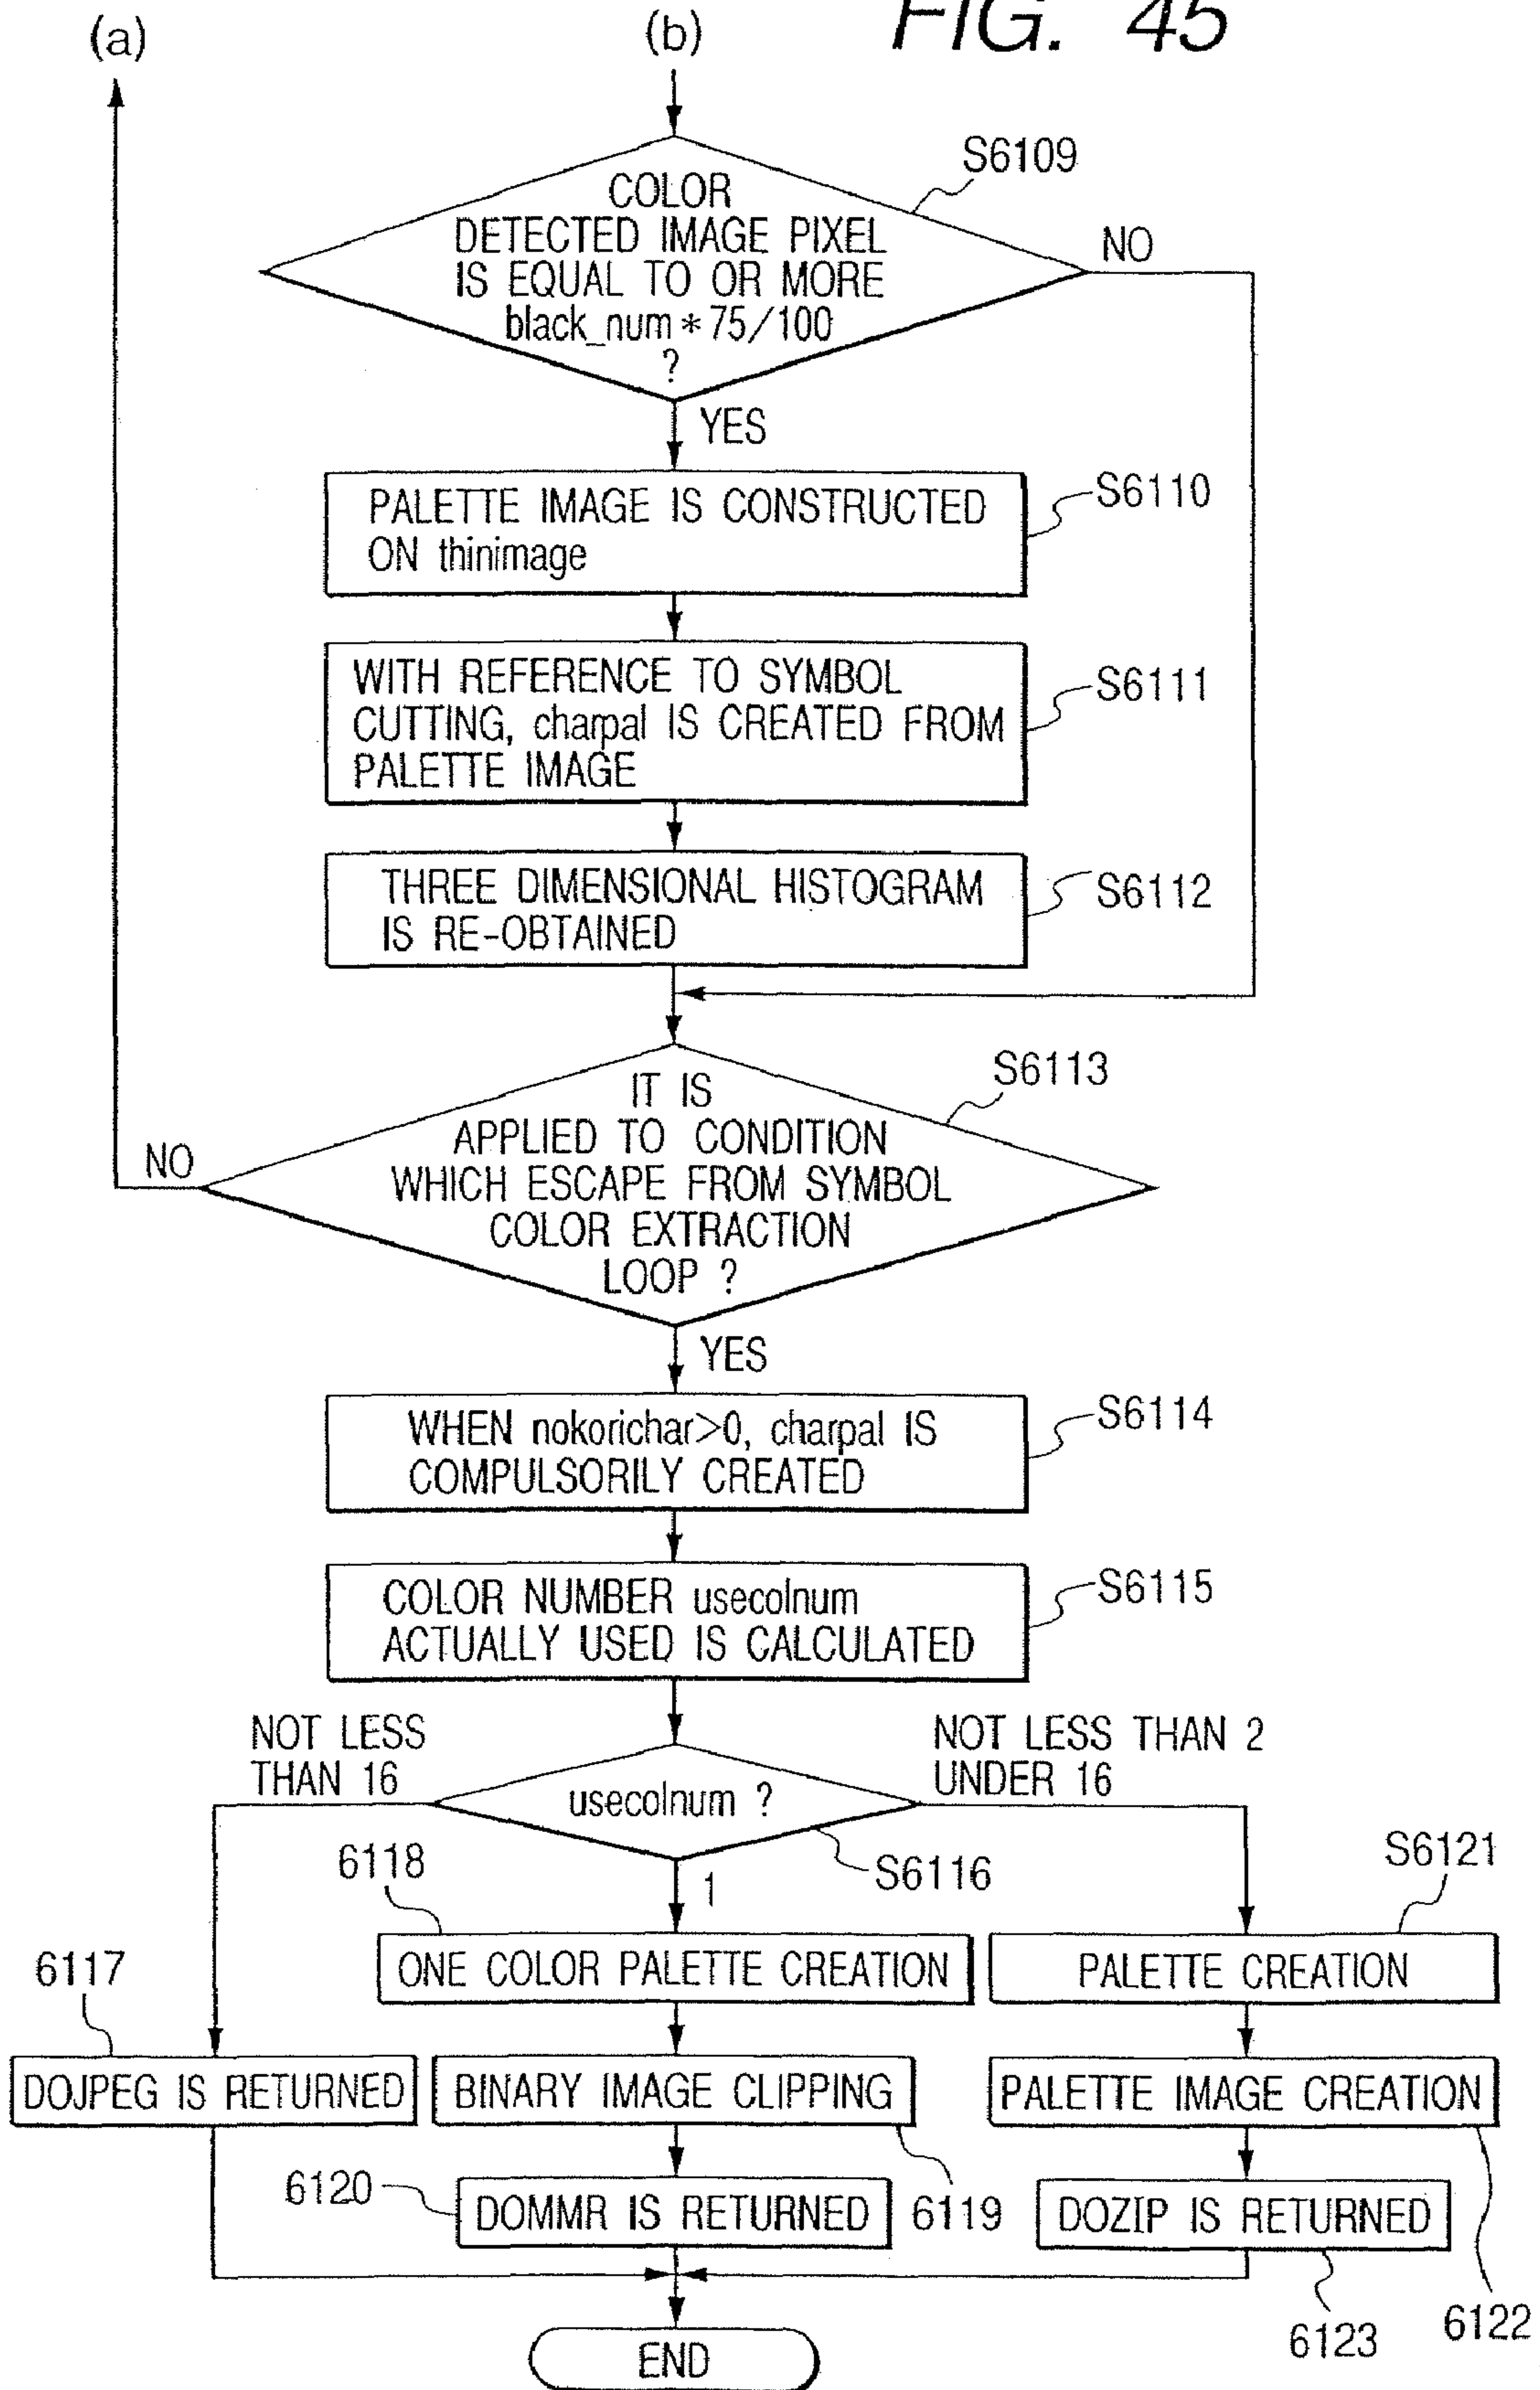 FIG. 45
(a)
(b)
S6109
COLOR
DETECTED IMAGE PIXEL
IS EQUAL TO OR MORE
black_num * 75/100
?
NO
YES
PALETTE IMAGE IS CONSTRUCTED
ON thinimage
S6110
WITH REFERENCE TO SYMBOL
CUTTING, charpal IS CREATED FROM
PALETTE IMAGE
S6111
THREE DIMENSIONAL HISTOGRAM
IS RE-OBTAINED
S6112
S6113
IT IS
APPLIED TO CONDITION
WHICH ESCAPE FROM SYMBOL
COLOR EXTRACTION
LOOP ?
NO
YES
WHEN nokorichar>0, charpal IS
COMPULSORILY CREATED
S6114
COLOR NUMBER usecolnum
ACTUALLY USED IS CALCULATED
S6115
NOT LESS
THAN 16
NOT LESS THAN 2
UNDER 16
usecolnum ?
S6116
1
6118
S6121
ONE COLOR PALETTE CREATION
PALETTE CREATION
6117
DOJPEG IS RETURNED
BINARY IMAGE CLIPPING
PALETTE IMAGE CREATION
6120
DOMMR IS RETURNED
6119
DOZIP IS RETURNED
6122
6123
END